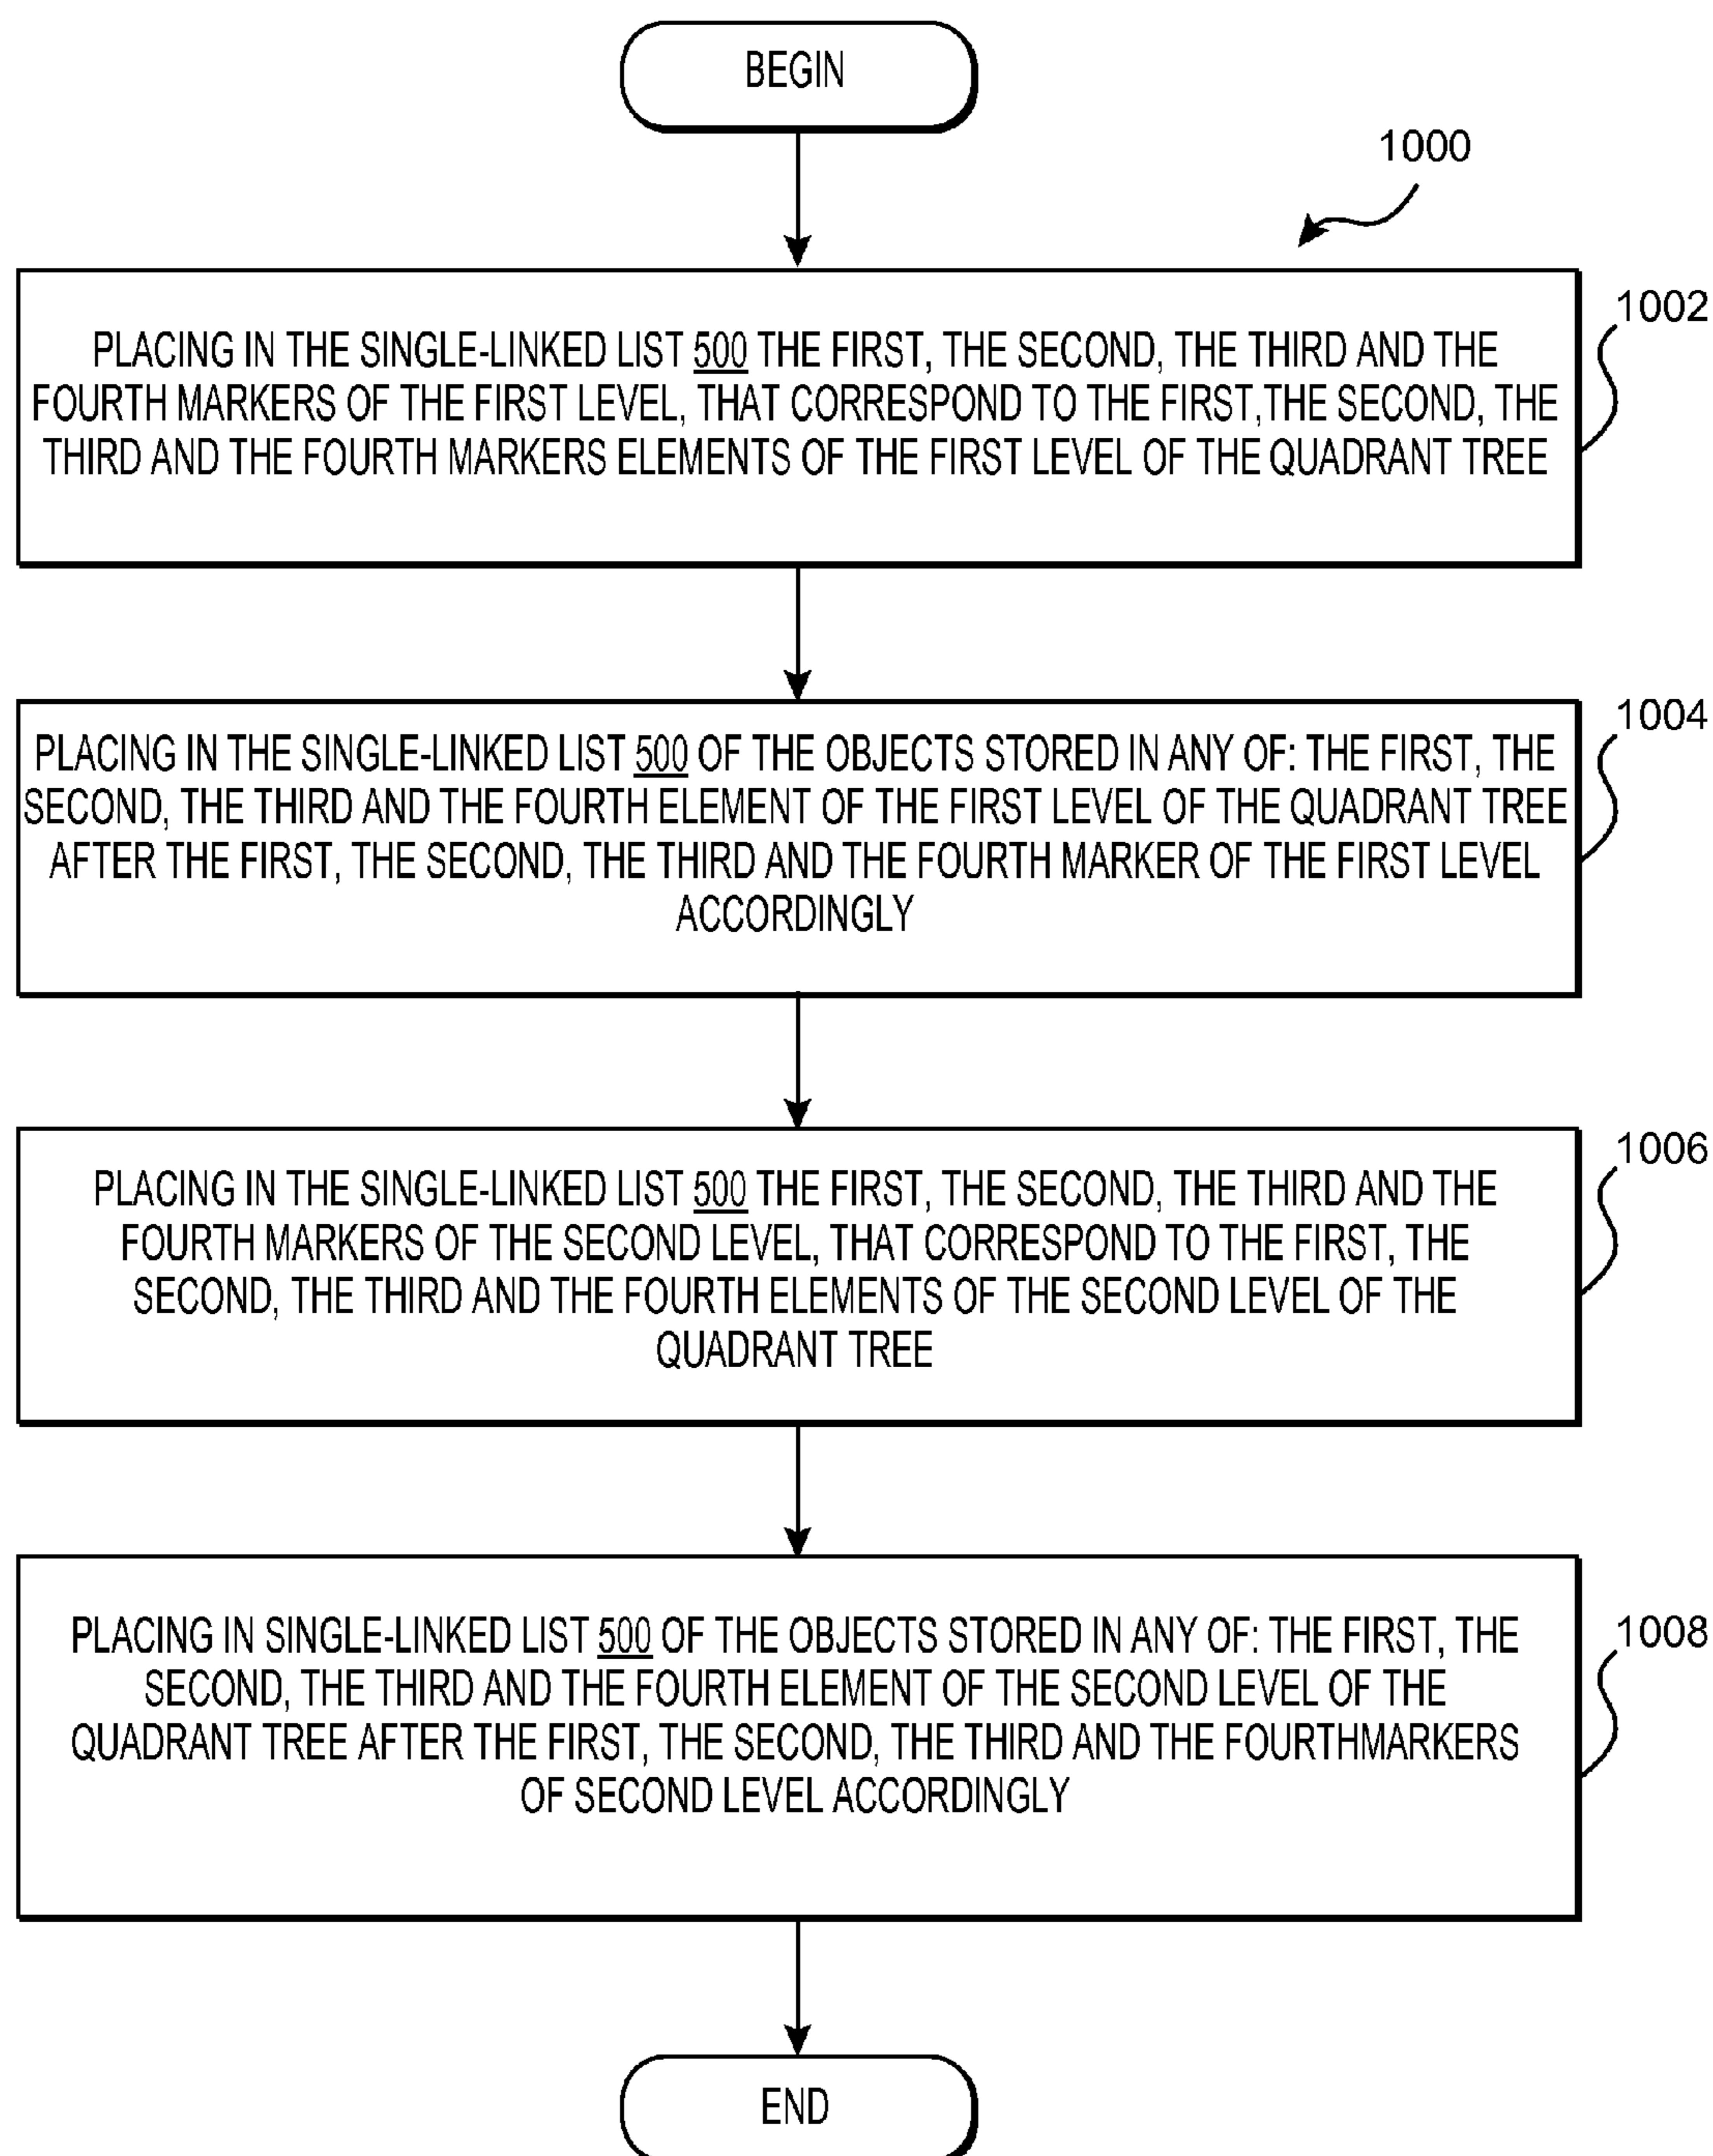 BEGIN
1000
PLACING IN THE SINGLE-LINKED LIST 500 THE FIRST, THE SECOND, THE THIRD AND THE
FOURTH MARKERS OF THE FIRST LEVEL, THAT CORRESPOND TO THE FIRST,THE SECOND, THE
THIRD AND THE FOURTH MARKERS ELEMENTS OF THE FIRST LEVEL OF THE QUADRANT TREE
1002
PLACING IN THE SINGLE-LINKED LIST 500 OF THE OBJECTS STORED IN ANY OF: THE FIRST, THE
SECOND, THE THIRD AND THE FOURTH ELEMENT OF THE FIRST LEVEL OF THE QUADRANT TREE
AFTER THE FIRST, THE SECOND, THE THIRD AND THE FOURTH MARKER OF THE FIRST LEVEL
ACCORDINGLY
1004
PLACING IN THE SINGLE-LINKED LIST 500 THE FIRST, THE SECOND, THE THIRD AND THE
FOURTH MARKERS OF THE SECOND LEVEL, THAT CORRESPOND TO THE FIRST, THE
SECOND, THE THIRD AND THE FOURTH ELEMENTS OF THE SECOND LEVEL OF THE
QUADRANT TREE
1006
PLACING IN SINGLE-LINKED LIST 500 OF THE OBJECTS STORED IN ANY OF: THE FIRST, THE
SECOND, THE THIRD AND THE FOURTH ELEMENT OF THE SECOND LEVEL OF THE
QUADRANT TREE AFTER THE FIRST, THE SECOND, THE THIRD AND THE FOURTHMARKERS
OF SECOND LEVEL ACCORDINGLY
1008
END